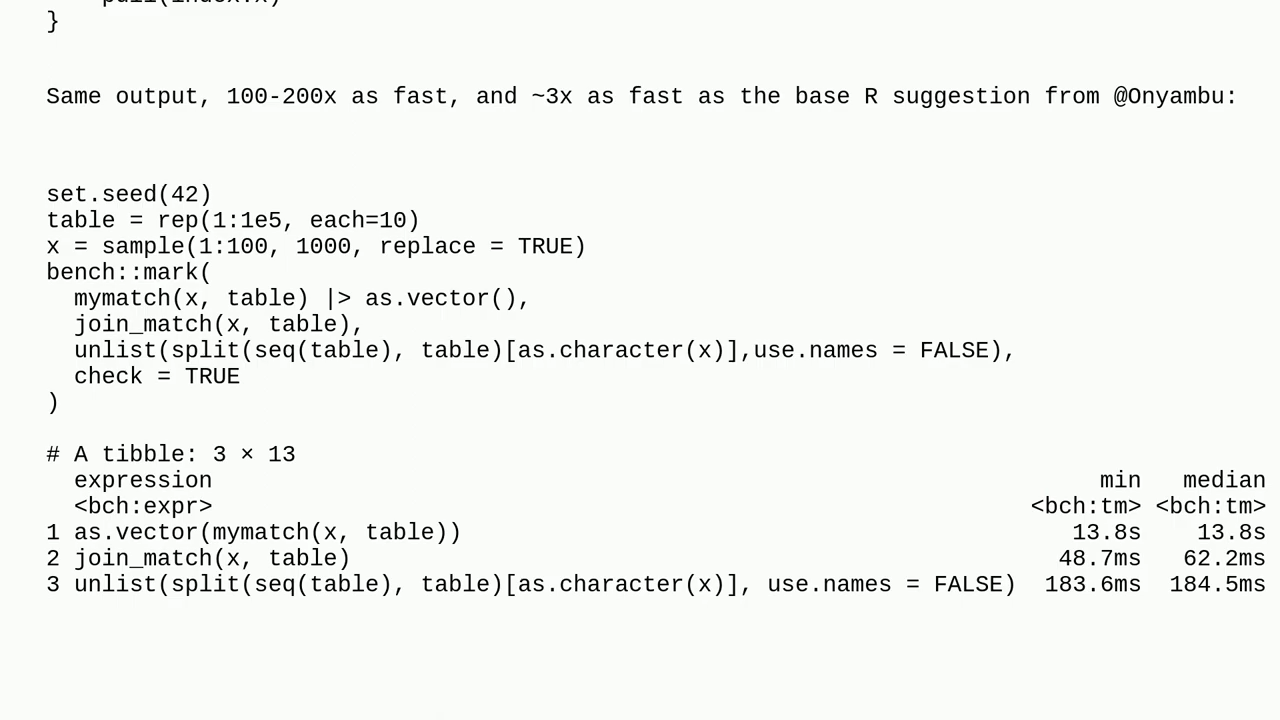 pull(index.x)
}
Same output, 100-200x as fast, and ~3x as fast as the base R suggestion from @Onyambu:
set.seed(42)
table = rep(1:1e5, each=10)
x = sample(1:100, 1000, replace = TRUE)
bench::mark(
  mymatch(x, table) |> as.vector(),
  join_match(x, table),
  unlist(split(seq(table), table)[as.character(x)],use.names = FALSE),
  check = TRUE
)
# A tibble: 3 × 13
  expression                                                               min   median
  <bch:expr>                                                          <bch:tm> <bch:tm>
1 as.vector(mymatch(x, table))                                           13.8s    13.8s
2 join_match(x, table)                                                  48.7ms   62.2ms
3 unlist(split(seq(table), table)[as.character(x)], use.names = FALSE)  183.6ms  184.5ms